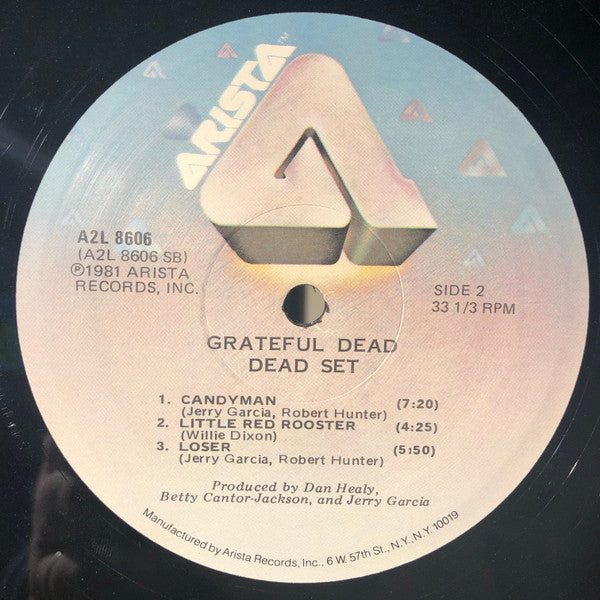 ARISTA™
A2L 8606
(A2L 8606 SB)
℗1981 ARISTA
RECORDS, INC.
SIDE 2
33 1/3 RPM
GRATEFUL DEAD
DEAD SET
1. CANDYMAN (7:20)
(Jerry Garcia, Robert Hunter)
2. LITTLE RED ROOSTER (4:25)
(Willie Dixon)
3. LOSER (5:50)
(Jerry Garcia, Robert Hunter)
Produced by Dan Healy,
Betty Cantor-Jackson, and Jerry Garcia
Manufactured by Arista Records, Inc., 6 W. 57th St., N.Y., N.Y. 10019